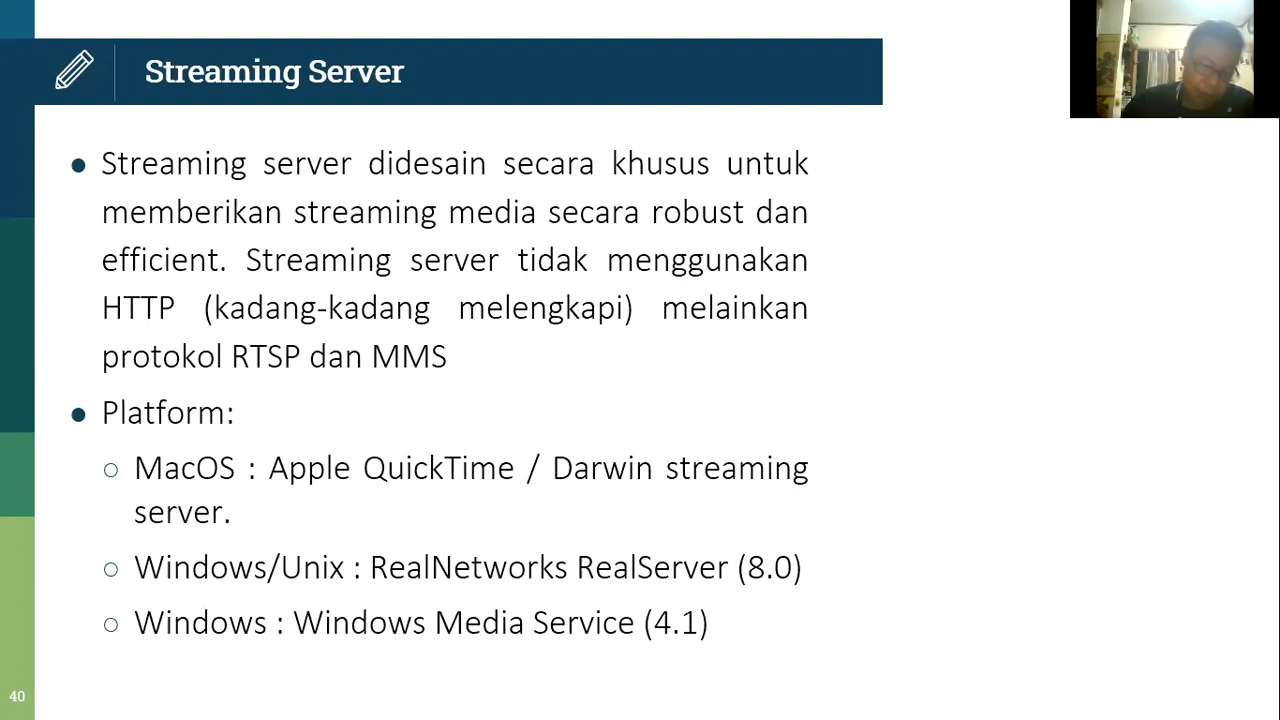 Streaming Server
● Streaming server didesain secara khusus untuk
memberikan streaming media secara robust dan
efficient. Streaming server tidak menggunakan
HTTP (kadang-kadang melengkapi) melainkan
protokol RTSP dan MMS
● Platform:
○ MacOS : Apple QuickTime / Darwin streaming
server.
○ Windows/Unix : RealNetworks RealServer (8.0)
○ Windows : Windows Media Service (4.1)
40